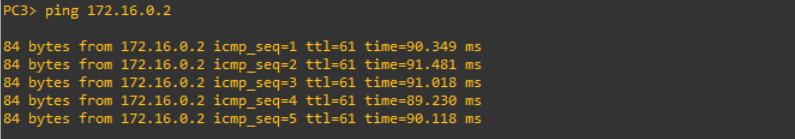 PC3> ping 172.16.0.2
84 bytes from 172.16.0.2 icmp_seq=1 ttl=61 time=90.349 ms
84 bytes from 172.16.0.2 icmp_seq=2 ttl=61 time=91.481 ms
84 bytes from 172.16.0.2 icmp_seq=3 ttl=61 time=91.018 ms
84 bytes from 172.16.0.2 icmp_seq=4 ttl=61 time=89.230 ms
84 bytes from 172.16.0.2 icmp_seq=5 ttl=61 time=90.118 ms